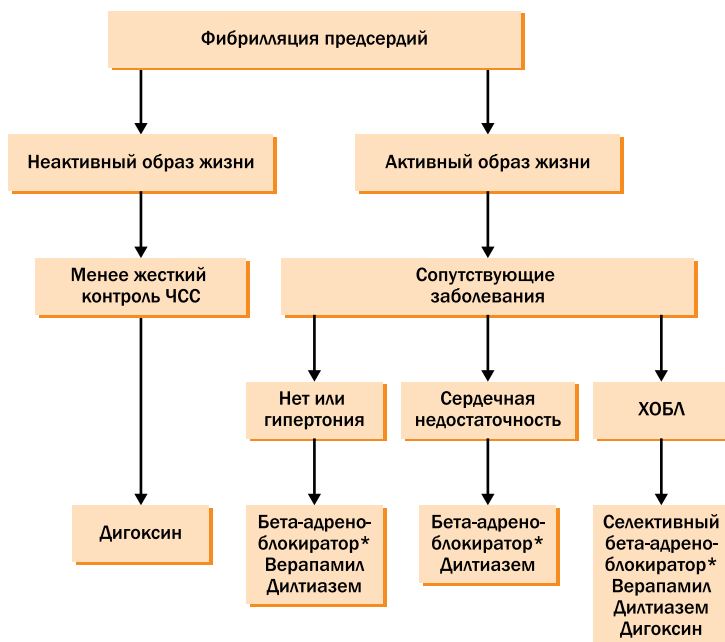 Фибрилляция предсердий
Неактивный образ жизни
Активный образ жизни
Менее жесткий
контроль ЧСС
Сопутствующие
заболевания
Нет или
гипертония
Сердечная
недостаточность
ХОБЛ
Дигоксин
Бета-адрено-
блокиратор*
Верапамил
Дилтиазем
Бета-адрено-
блокиратор*
Дилтиазем
Селективный
бета-адрено-
блокиратор*
Верапамил
Дилтиазем
Дигоксин